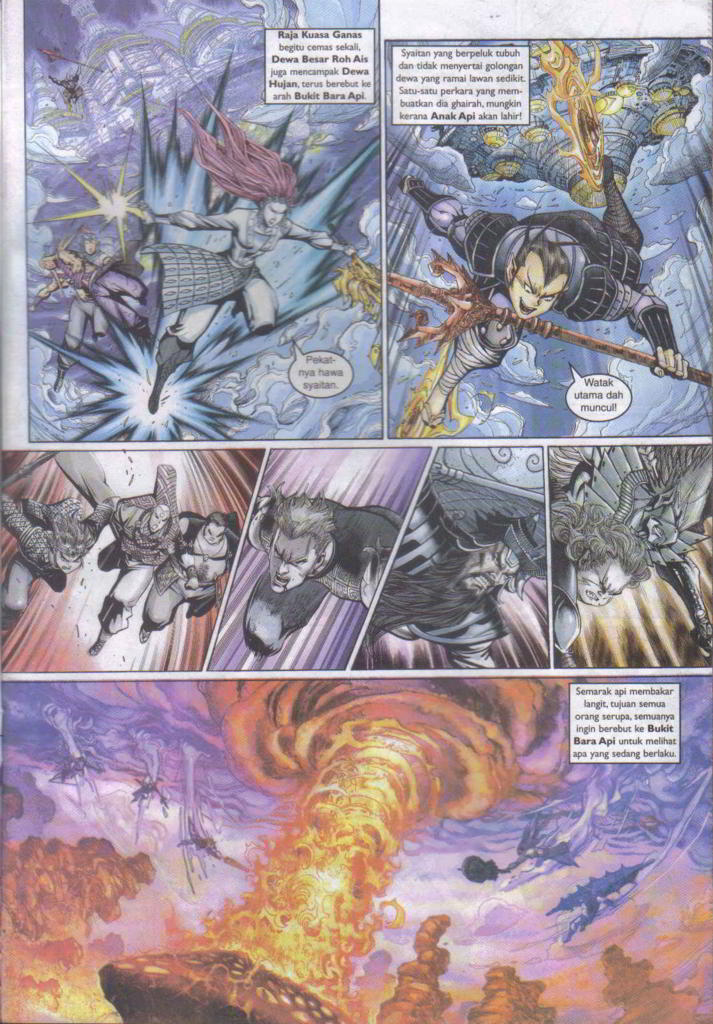 Raja Kuasa Ganas
begitu cemas sekali,
Dewa Besar Roh Ais
juga mencampak Dewa
Hujan, terus berebut ke
arah Bukit Bara Api.
Pekat-
nya hawa
syaitan.
Syaitan yang berpeluk tubuh
dan tidak menyertai golongan
dewa yang ramai lawan sedikit.
Satu-satu perkara yang mem-
buatkan dia ghairah, mungkin
kerana Anak Api akan lahir!
Watak
utama dah
muncul!
Semarak api membakar
langit, tujuan semua
orang serupa, semuanya
ingin berebut ke Bukit
Bara Api untuk melihat
apa yang sedang berlaku.